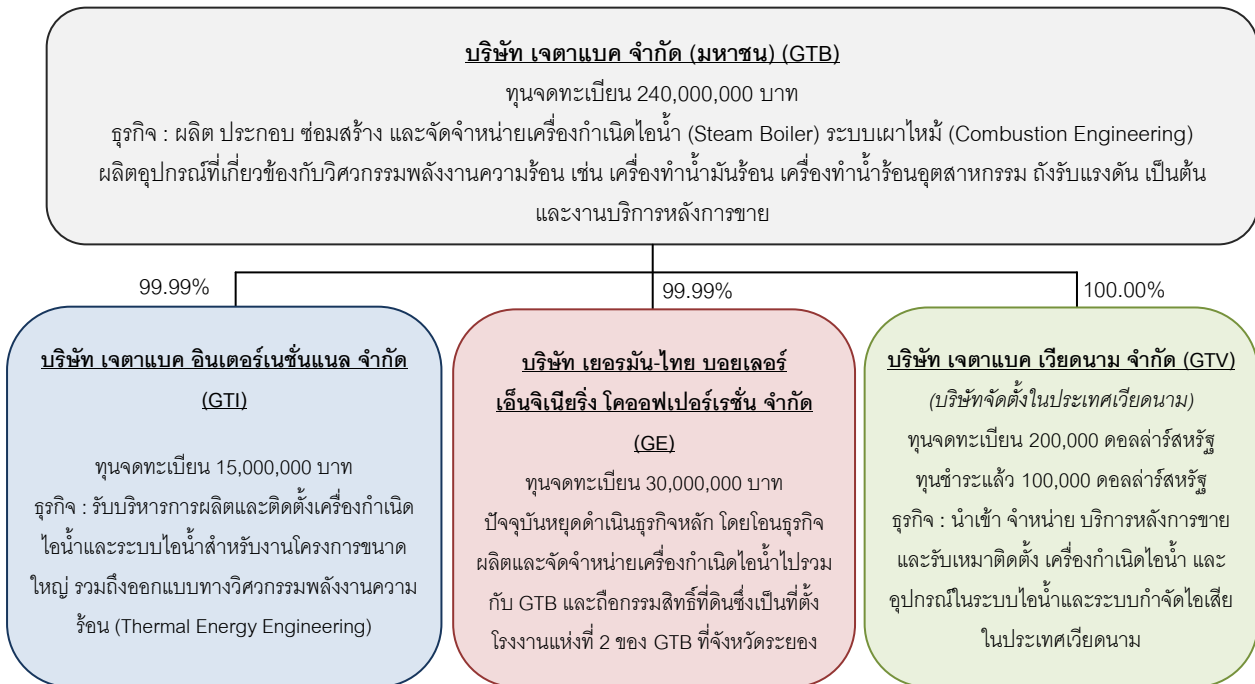 บริษัท เจตาแบค จำกัด (มหาชน) (GTB)
ทุนจดทะเบียน 240,000,000 บาท
ธุรกิจ : ผลิต ประกอบ ซ่อมสร้าง และจัดจำหน่ายเครื่องกำเนิดไอน้ำ (Steam Boiler) ระบบเผาไหม้ (Combustion Engineering)
ผลิตอุปกรณ์ที่เกี่ยวข้องกับวิศวกรรมพลังงานความร้อน เช่น เครื่องทำน้ำมันร้อน เครื่องทำน้ำร้อนอุตสาหกรรม ถังรับแรงดัน เป็นต้น
และงานบริการหลังการขาย
99.99%
99.99%
100.00%
บริษัท เจตาแบค อินเตอร์เนชั่นแนล จำกัด
(GTI)
ทุนจดทะเบียน 15,000,000 บาท
ธุรกิจ : รับบริหารการผลิตและติดตั้งเครื่องกำเนิด
ไอน้ำและระบบไอน้ำสำหรับงานโครงการขนาด
ใหญ่ รวมถึงออกแบบทางวิศวกรรมพลังงานความ
ร้อน (Thermal Energy Engineering)
บริษัท เยอรมัน-ไทย บอยเลอร์
เอ็นจิเนียริ่ง โคออฟเปอร์เรชั่น จำกัด
(GE)
ทุนจดทะเบียน 30,000,000 บาท
ปัจจุบันหยุดดำเนินธุรกิจหลัก โดยโอนธุรกิจ
ผลิตและจัดจำหน่ายเครื่องกำเนิดไอน้ำไปรวม
กับ GTB และถือกรรมสิทธิ์ที่ดินซึ่งเป็นที่ตั้ง
โรงงานแห่งที่ 2 ของ GTB ที่จังหวัดระยอง
บริษัท เจตาแบค เวียดนาม จำกัด (GTV)
(บริษัทจัดตั้งในประเทศเวียดนาม)
ทุนจดทะเบียน 200,000 ดอลล่าร์สหรัฐ
ทุนชำระแล้ว 100,000 ดอลล่าร์สหรัฐ
ธุรกิจ : นำเข้า จำหน่าย บริการหลังการขาย
และรับเหมาติดตั้ง เครื่องกำเนิดไอน้ำ และ
อุปกรณ์ในระบบไอน้ำและระบบกำจัดไอเสีย
ในประเทศเวียดนาม